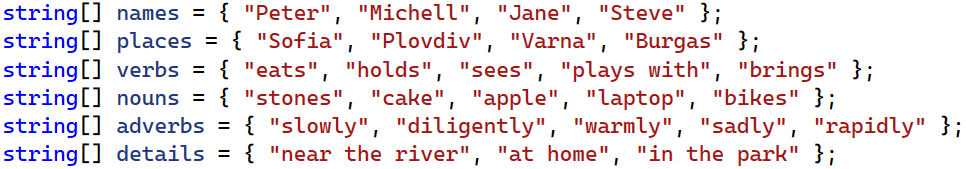 string[] names = { "Peter", "Michell", "Jane", "Steve" };
string[] places = { "Sofia", "Plovdiv", "Varna", "Burgas" };
string[] verbs = { "eats", "holds", "sees", "plays with", "brings" };
string[] nouns = { "stones", "cake", "apple", "laptop", "bikes" };
string[] adverbs = { "slowly", "diligently", "warmly", "sadly", "rapidly" };
string[] details = { "near the river", "at home", "in the park" };